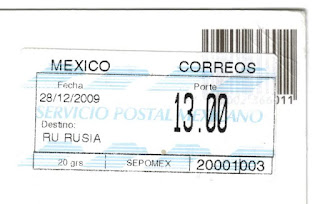 MEXICO CORREOS
Fecha Porte
28/12/2009 13.00
SERVICIO POSTAL MEXICANO
Destino:
RU RUSIA
20 grs SEPOMEX 20001003